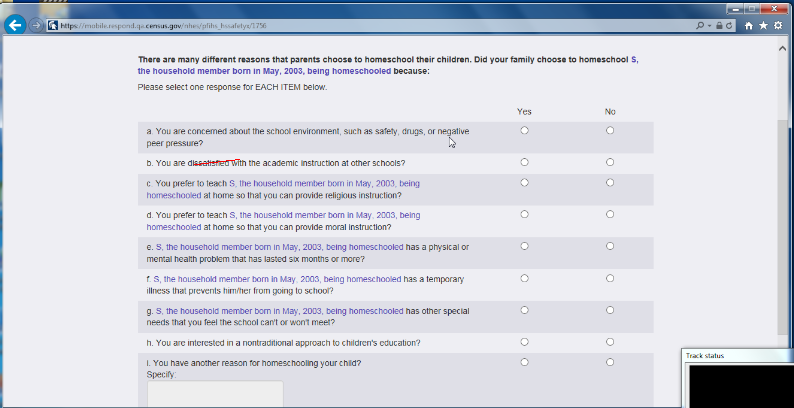 https://mobile.respond.qa.census.gov/nhes/pfihs_hssafetyx/1756
There are many different reasons that parents choose to homeschool their children. Did your family choose to homeschool S,
the household member born in May, 2003, being homeschooled because:
Please select one response for EACH ITEM below.
Yes No
a. You are concerned about the school environment, such as safety, drugs, or negative
peer pressure?
b. You are dissatisfied with the academic instruction at other schools?
c. You prefer to teach S, the household member born in May, 2003, being
homeschooled at home so that you can provide religious instruction?
d. You prefer to teach S, the household member born in May, 2003, being
homeschooled at home so that you can provide moral instruction?
e. S, the household member born in May, 2003, being homeschooled has a physical or
mental health problem that has lasted six months or more?
f. S, the household member born in May, 2003, being homeschooled has a temporary
illness that prevents him/her from going to school?
g. S, the household member born in May, 2003, being homeschooled has other special
needs that you feel the school can't or won't meet?
h. You are interested in a nontraditional approach to children's education?
i. You have another reason for homeschooling your child?
Specify:
Track status